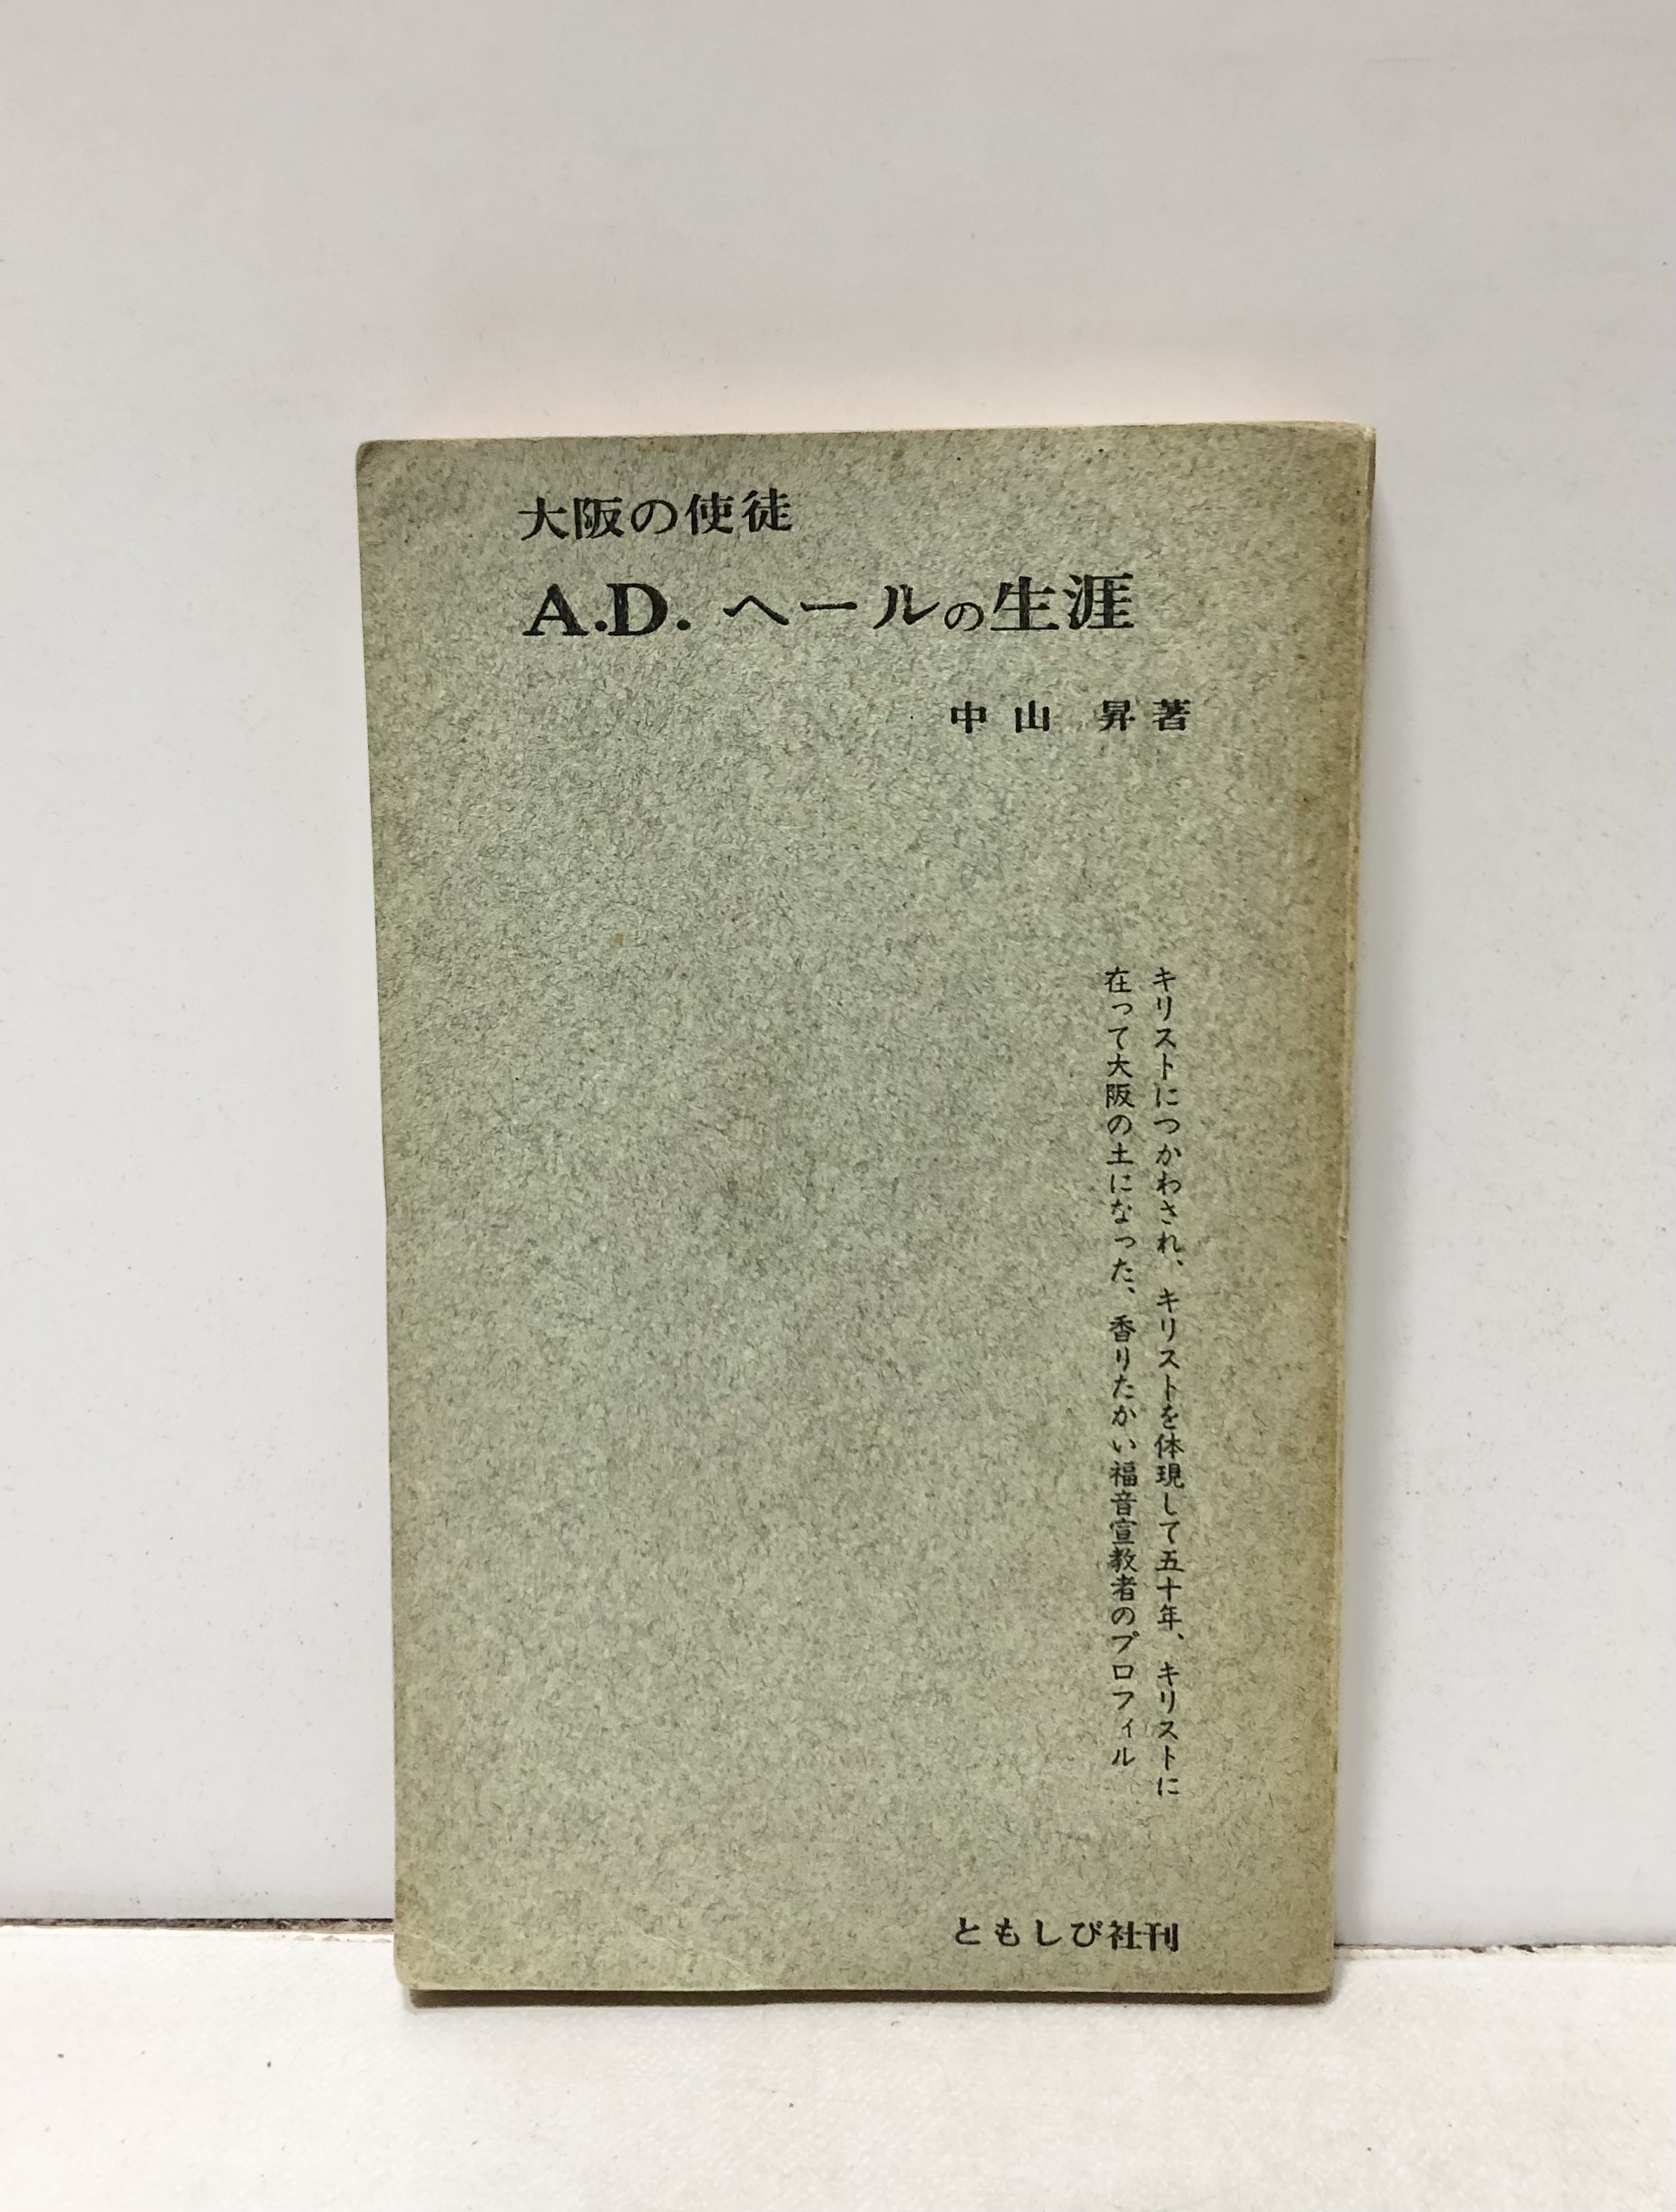 大阪の使徒
A.D. ヘールの生涯
中山 昇著
キリストにつかわされ、キリストを体現して五十年、キリストに
在って大阪の土になった、香りたかい福音宣教者のプロフィル
ともしび社刊